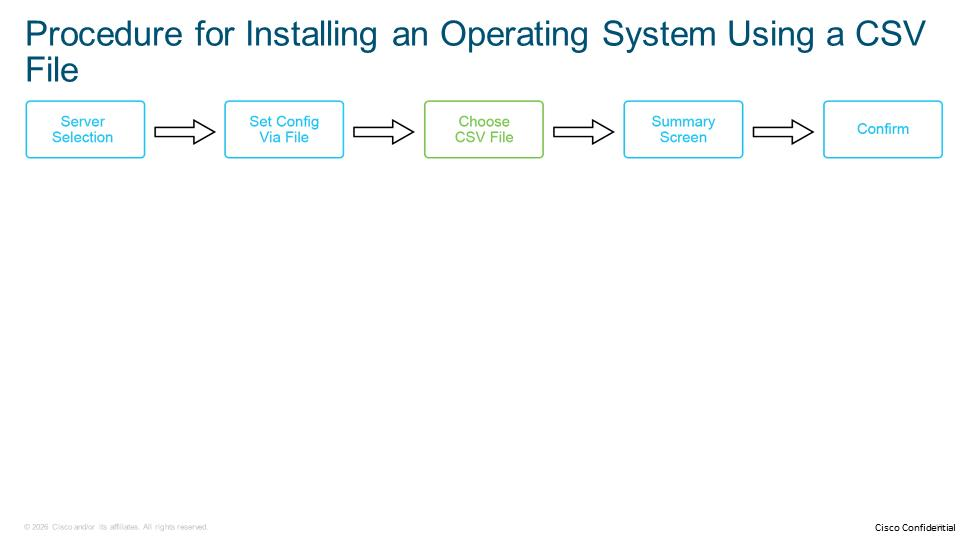 Procedure for Installing an Operating System Using a CSV
File
Server
Selection
Set Config
Via File
Choose
CSV File
Summary
Screen
Confirm
© 2026 Cisco and/or its affiliates. All rights reserved.
Cisco Confidential